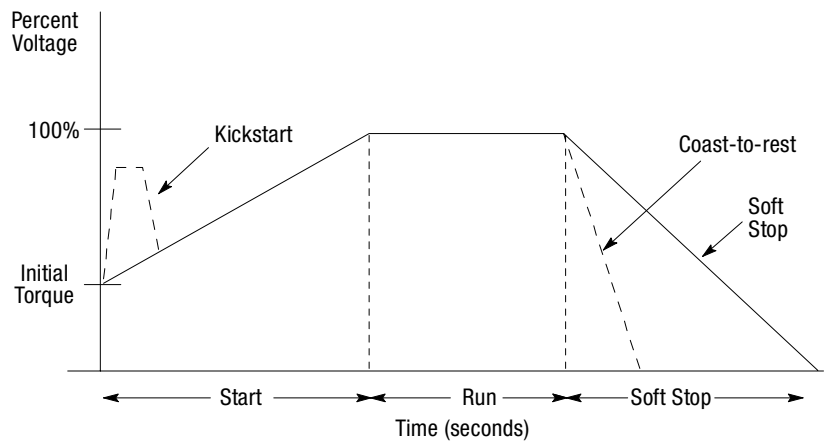 Percent
Voltage
100%
Kickstart
Coast-to-rest
Soft
Stop
Initial
Torque
Start
Run
Soft Stop
Time (seconds)